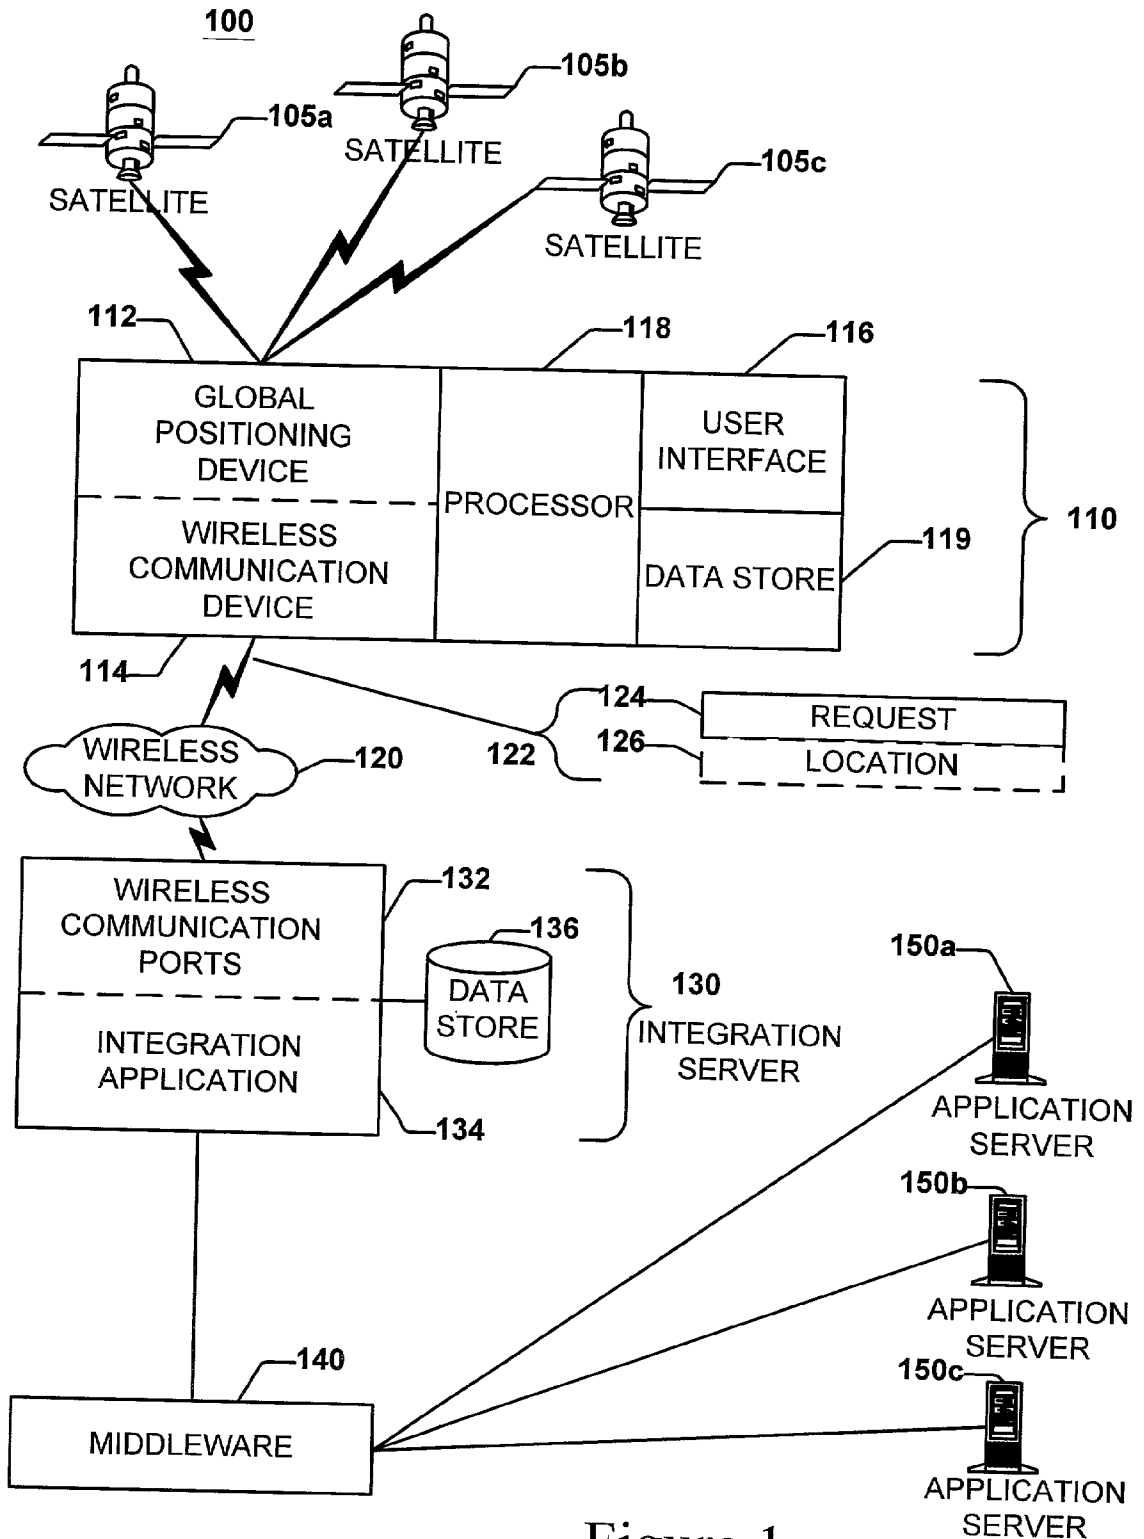 100
105a
SATELLITE
105b
SATELLITE
105c
SATELLITE
112
118
116
GLOBAL
POSITIONING
DEVICE
WIRELESS
COMMUNICATION
DEVICE
PROCESSOR
USER
INTERFACE
DATA STORE
110
119
114
124
REQUEST
122
126
LOCATION
WIRELESS
NETWORK
120
WIRELESS
COMMUNICATION
PORTS
132
INTEGRATION
APPLICATION
134
136
DATA
STORE
130
INTEGRATION
SERVER
150a
APPLICATION
SERVER
150b
APPLICATION
SERVER
150c
APPLICATION
SERVER
140
MIDDLEWARE
Figure 1